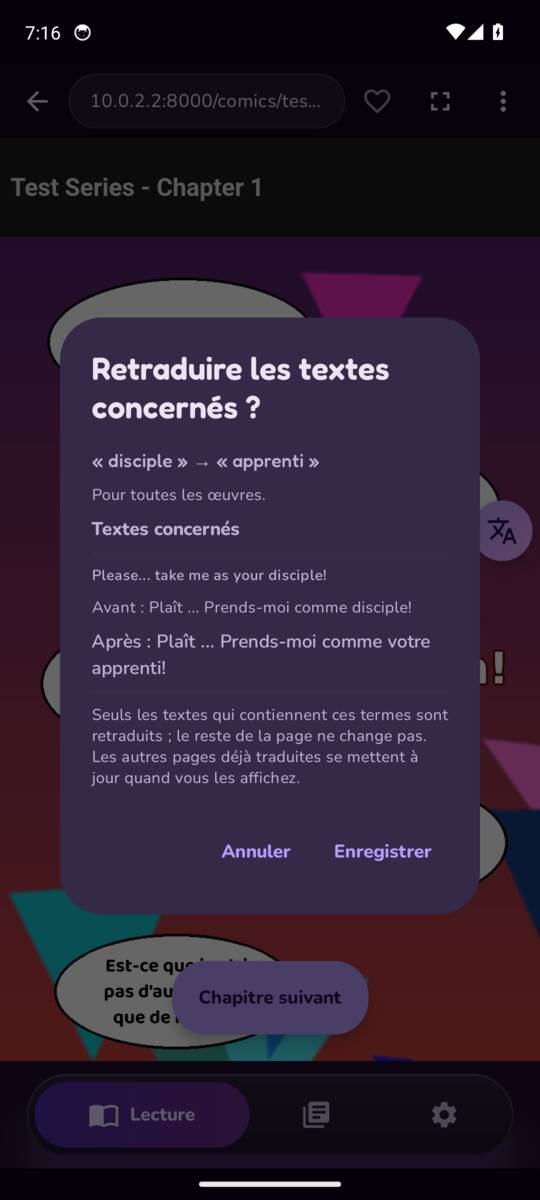 7:16
10.0.2.2:8000/comics/tes...
Test Series - Chapter 1
Retraduire les textes
concernés ?
« disciple » → « apprenti »
Pour toutes les œuvres.
Textes concernés
Please... take me as your disciple!
Avant : Plaît ... Prends-moi comme disciple!
Après : Plaît ... Prends-moi comme votre
apprenti!
Seuls les textes qui contiennent ces termes sont
retraduits ; le reste de la page ne change pas.
Les autres pages déjà traduites se mettent à
jour quand vous les affichez.
Annuler
Enregistrer
Est-ce que
pas d'au
que de
Chapitre suivant
Lecture